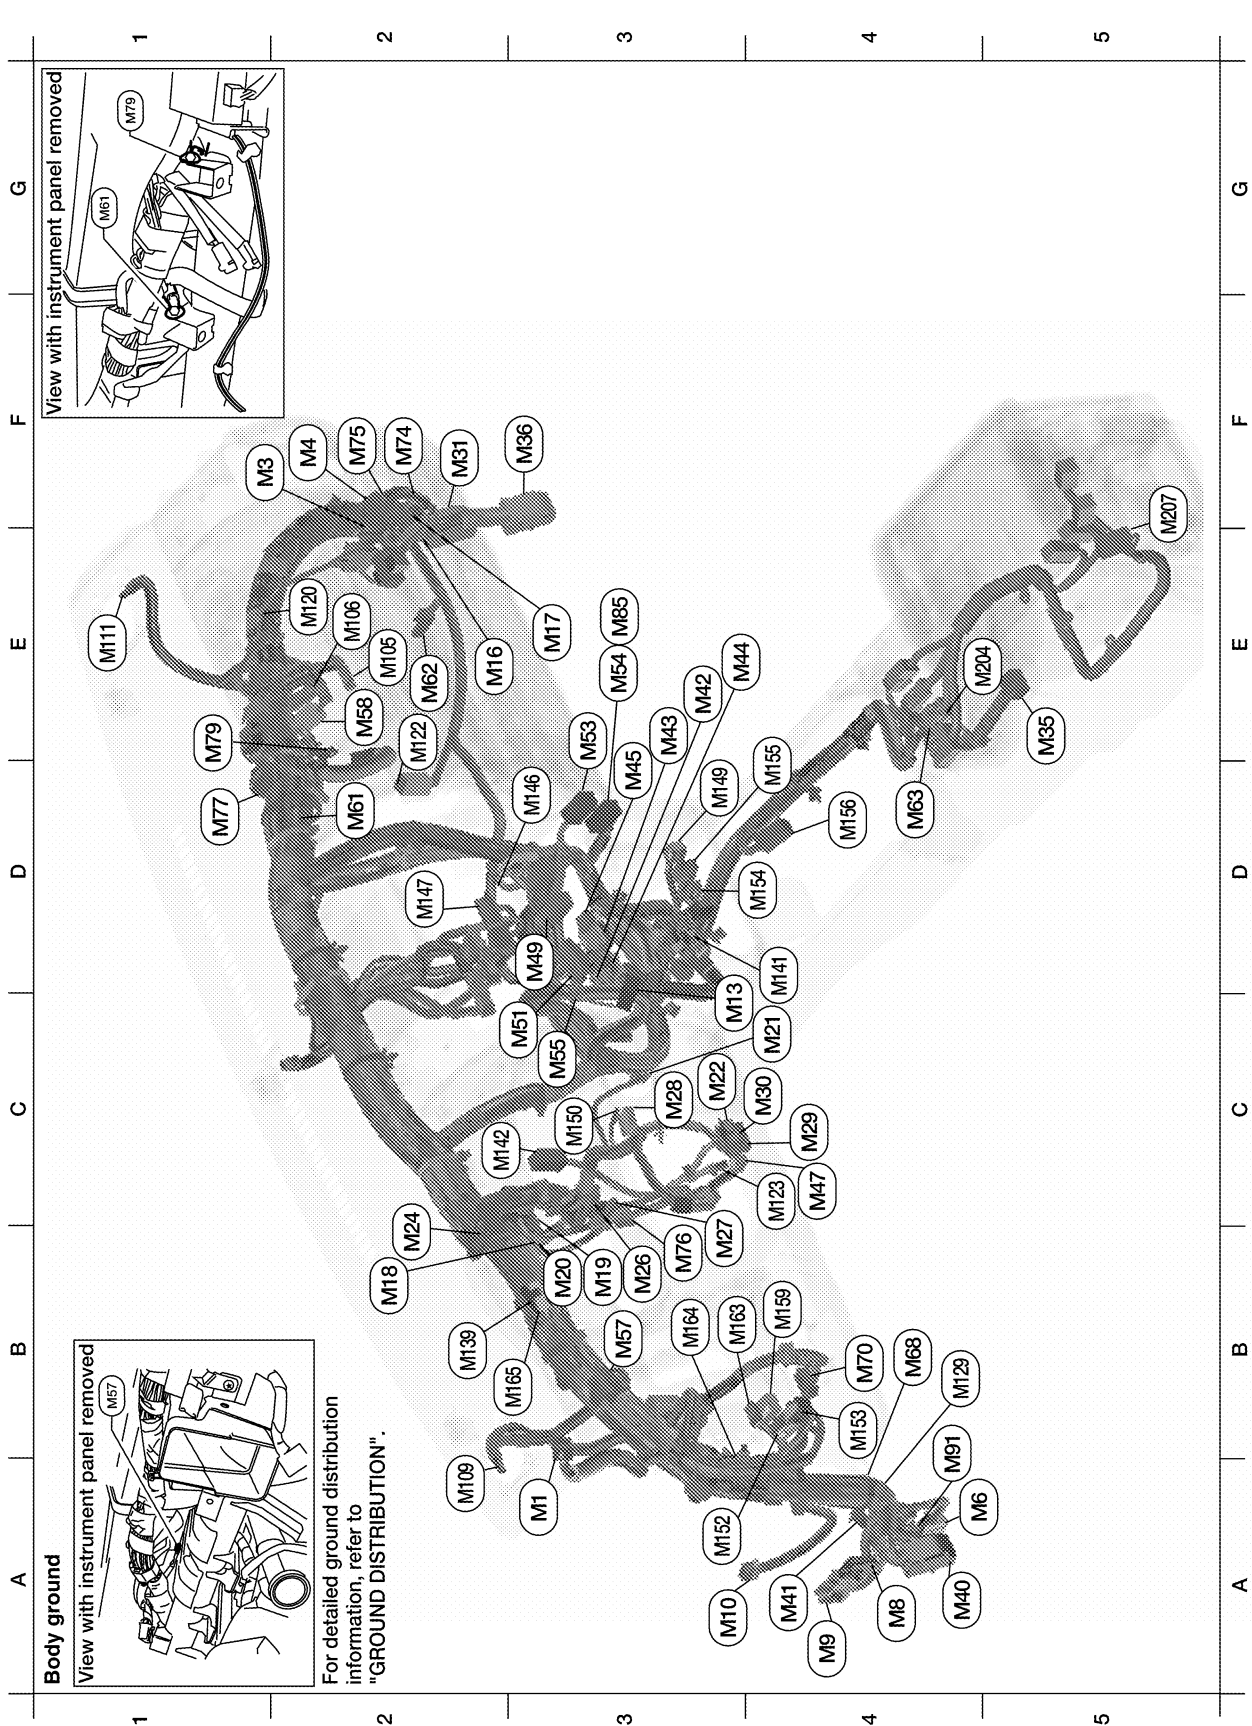 A
B
C
D
E
F
G
1
2
3
4
5
Body ground
View with instrument panel removed
M57
For detailed ground distribution
information, refer to
"GROUND DISTRIBUTION".
View with instrument panel removed
M61
M79
M111
M79
M77
M3
M4
M75
M74
M31
M36
M120
M106
M105
M58
M62
M122
M61
M16
M17
M85
M54
M53
M42
M44
M43
M45
M146
M147
M149
M155
M156
M154
M49
M51
M55
M13
M141
M21
M63
M204
M35
M207
M24
M18
M142
M150
M28
M22
M30
M29
M47
M123
M27
M76
M26
M19
M20
M139
M165
M57
M164
M163
M159
M70
M68
M129
M153
M91
M6
M109
M1
M152
M10
M41
M9
M8
M40
A
B
C
D
E
F
G
1
2
3
4
5